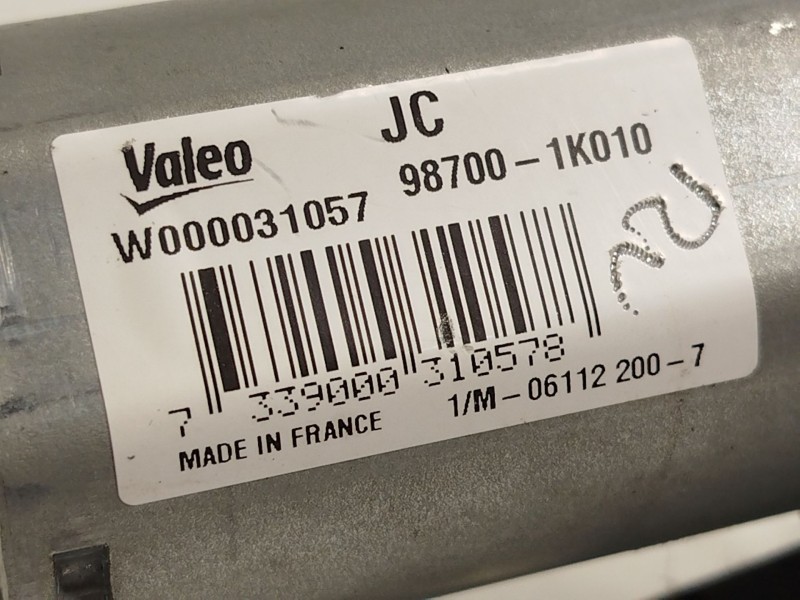 JC
Valeo
98700-1K010
W000031057
7 339000 310578
1/M-06112 200-7
MADE IN FRANCE